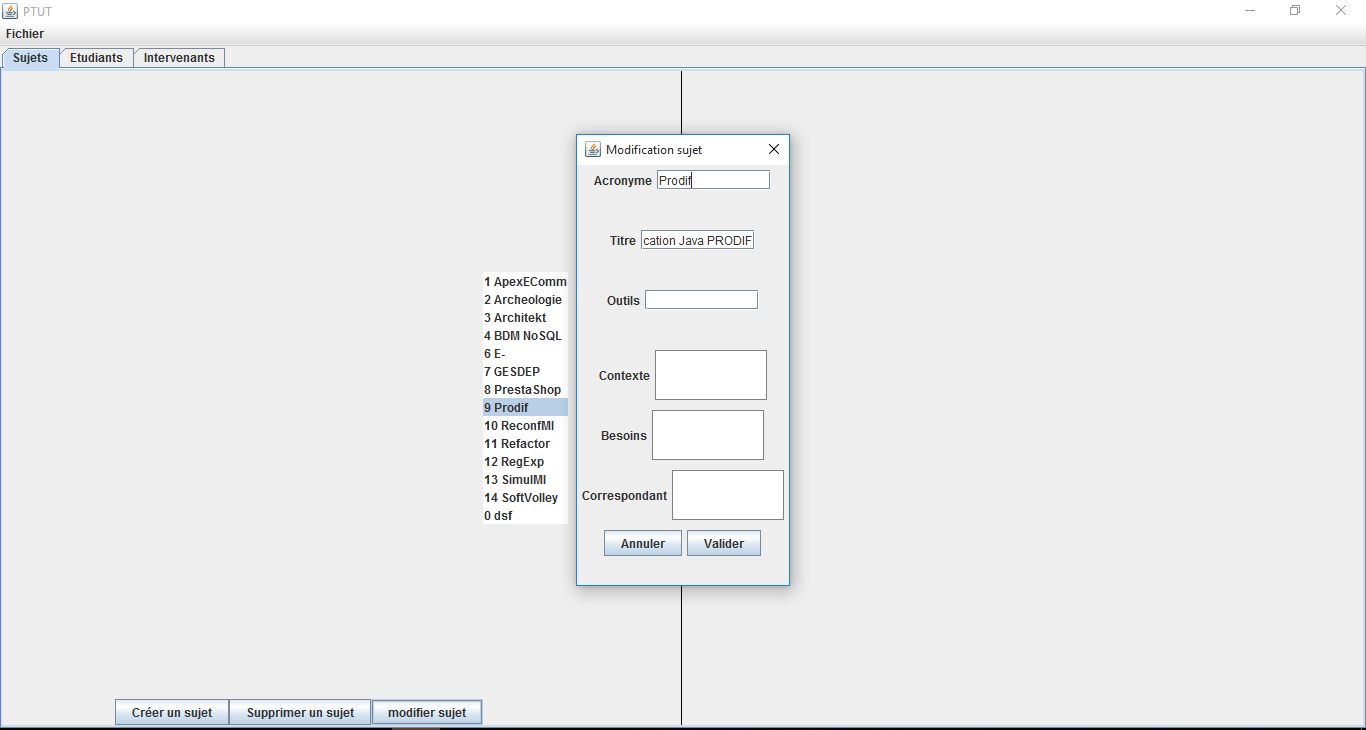 PTUT
Fichier
Sujets Etudiants Intervenants
Modification sujet
Acronyme Prodif
Titre cation Java PRODIF
Outils
Contexte
Besoins
Correspondant
Annuler Valider
1 ApexEComm
2 Archeologie
3 Architekt
4 BDM NoSQL
6 E-
7 GESDEP
8 PrestaShop
9 Prodif
10 ReconfMI
11 Refactor
12 RegExp
13 SimulMI
14 SoftVolley
0 dsf
Créer un sujet Supprimer un sujet modifier sujet